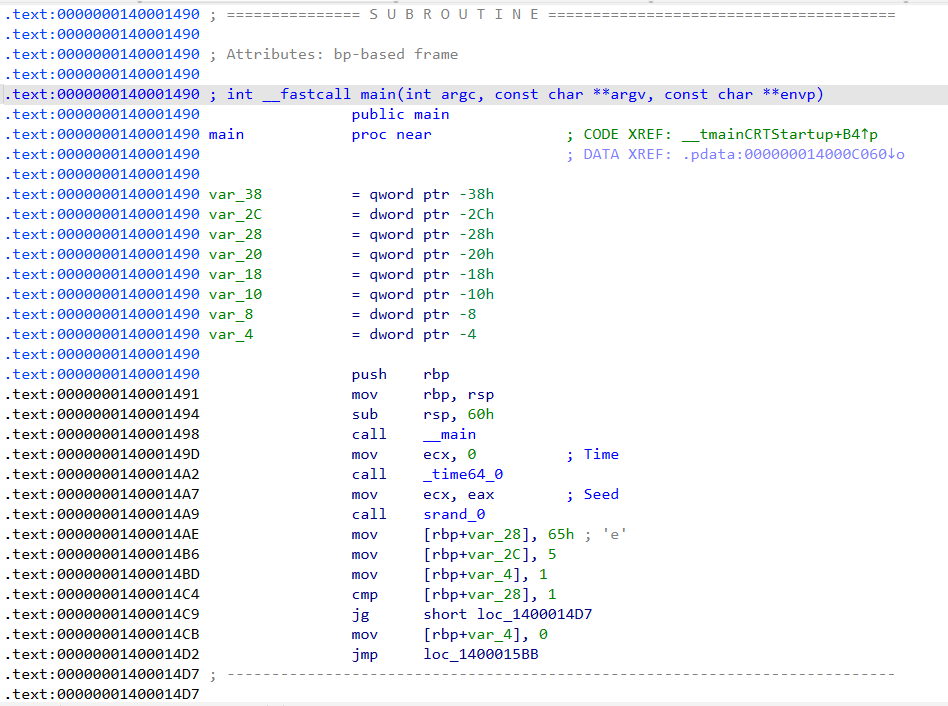 .text:0000000140001490 ; =============== S U B R O U T I N E =======================================
.text:0000000140001490
.text:0000000140001490 ; Attributes: bp-based frame
.text:0000000140001490
.text:0000000140001490 ; int __fastcall main(int argc, const char **argv, const char **envp)
.text:0000000140001490                 public main
.text:0000000140001490 main            proc near               ; CODE XREF: __tmainCRTStartup+B4↑p
.text:0000000140001490                                         ; DATA XREF: .pdata:000000014000C060↓o
.text:0000000140001490
.text:0000000140001490 var_38          = qword ptr -38h
.text:0000000140001490 var_2C          = dword ptr -2Ch
.text:0000000140001490 var_28          = qword ptr -28h
.text:0000000140001490 var_20          = qword ptr -20h
.text:0000000140001490 var_18          = qword ptr -18h
.text:0000000140001490 var_10          = qword ptr -10h
.text:0000000140001490 var_8           = dword ptr -8
.text:0000000140001490 var_4           = dword ptr -4
.text:0000000140001490
.text:0000000140001490                 push    rbp
.text:0000000140001491                 mov     rbp, rsp
.text:0000000140001494                 sub     rsp, 60h
.text:0000000140001498                 call    __main
.text:000000014000149D                 mov     ecx, 0          ; Time
.text:00000001400014A2                 call    _time64_0
.text:00000001400014A7                 mov     ecx, eax        ; Seed
.text:00000001400014A9                 call    srand_0
.text:00000001400014AE                 mov     [rbp+var_28], 65h ; 'e'
.text:00000001400014B6                 mov     [rbp+var_2C], 5
.text:00000001400014BD                 mov     [rbp+var_4], 1
.text:00000001400014C4                 cmp     [rbp+var_28], 1
.text:00000001400014C9                 jg      short loc_1400014D7
.text:00000001400014CB                 mov     [rbp+var_4], 0
.text:00000001400014D2                 jmp     loc_1400015BB
.text:00000001400014D7 ; ---------------------------------------------------------------------------
.text:00000001400014D7